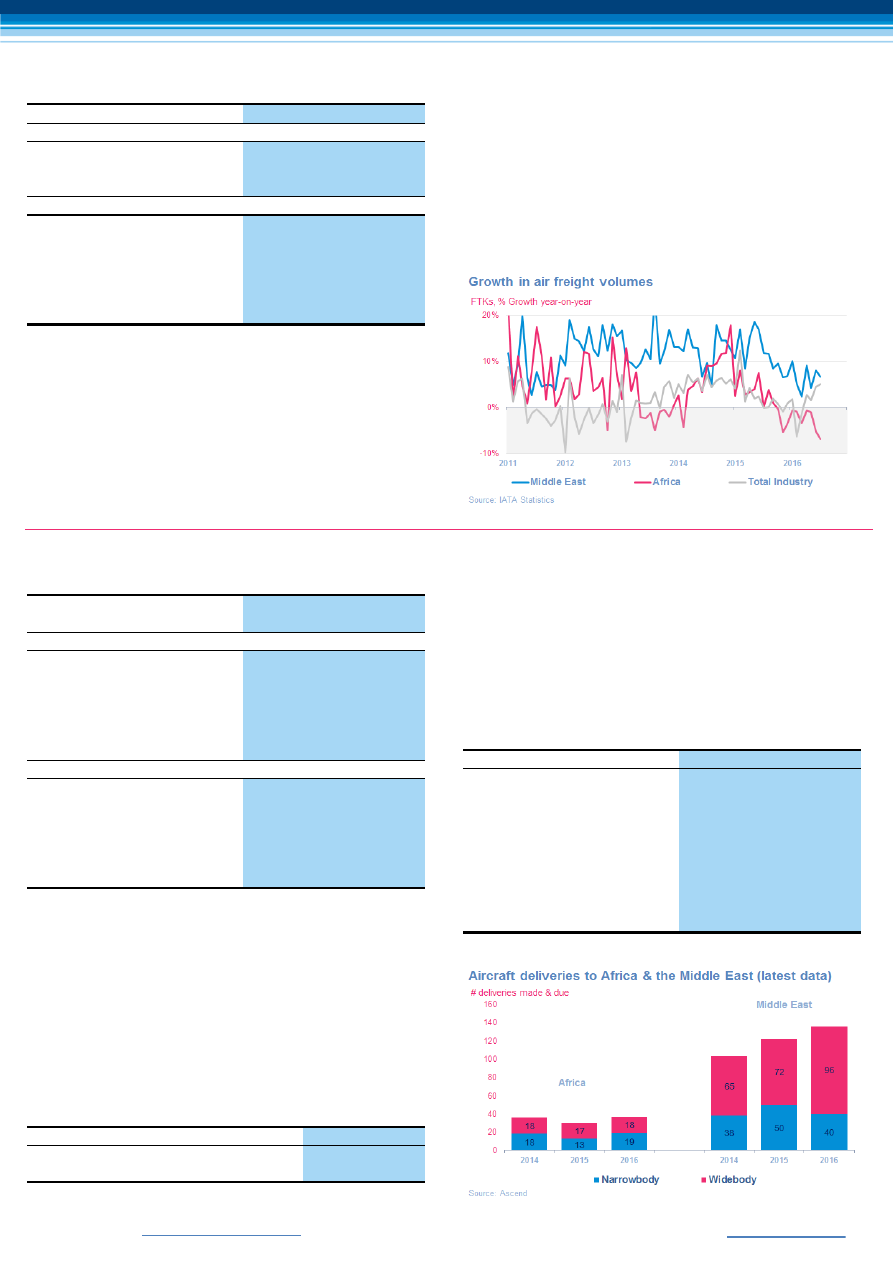 Growth in air freight volumes
FTKs, % Growth year-on-year
20%
10%
0%
-10%
2011 2012 2013 2014 2015 2016
Middle East Africa Total Industry
Source: IATA Statistics
Aircraft deliveries to Africa & the Middle East (latest data)
# deliveries made & due
160
Middle East
140
120
100
80
60
40
20
0
Africa
18 17 18
18 13 19
65 72 96
38 50 40
2014 2015 2016 2014 2015 2016
Narrowbody Widebody
Source: Ascend